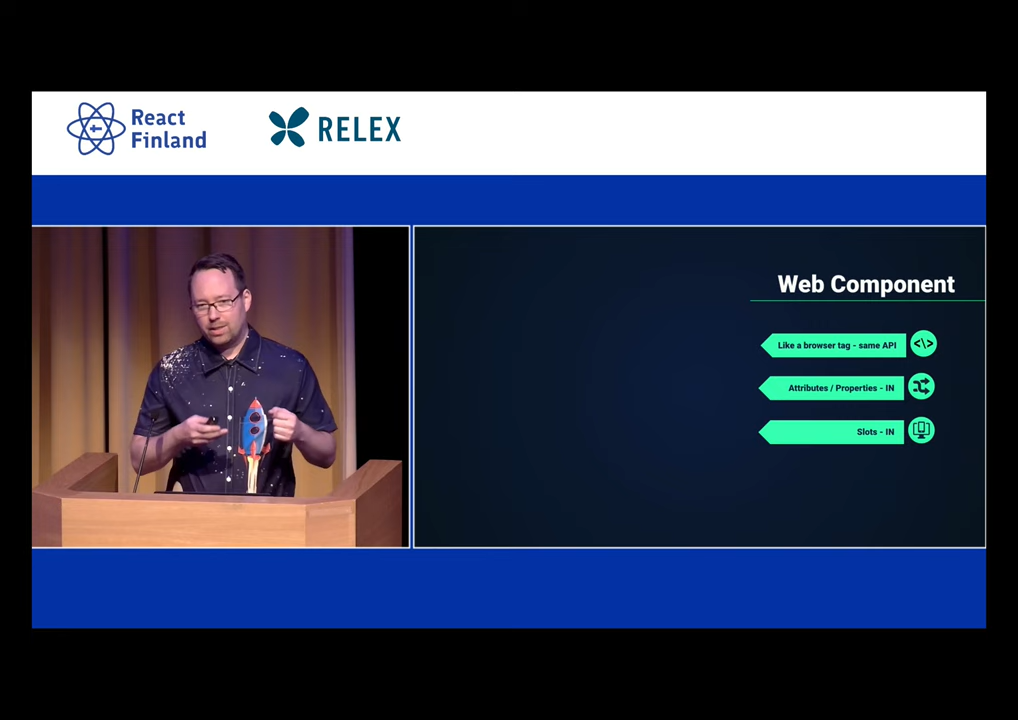 React
Finland
RELEX
Web Component
Like a browser tag - same API
Attributes / Properties - IN
Slots - IN